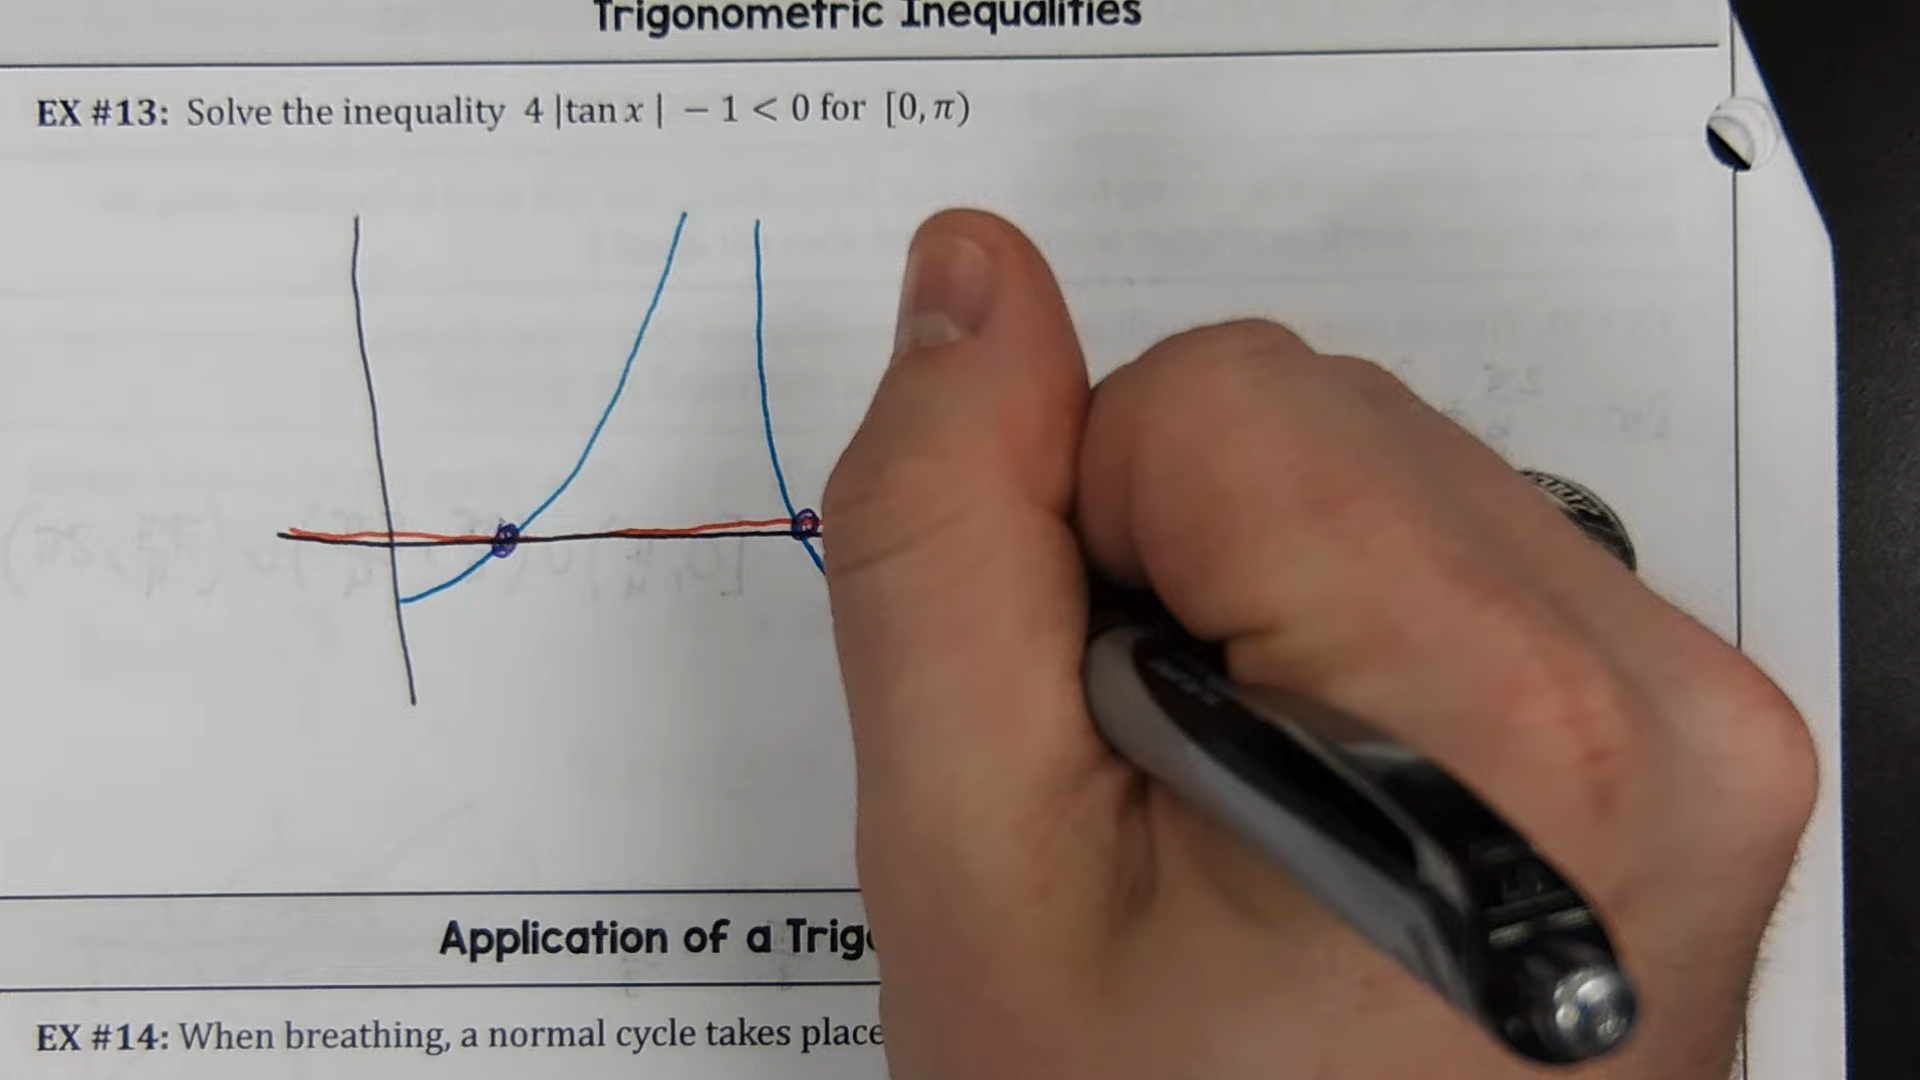 Trigonometric Inequalities
EX #13: Solve the inequality 4 |tan x | − 1 < 0 for [0, π)
Application of a Trig
EX #14: When breathing, a normal cycle takes place